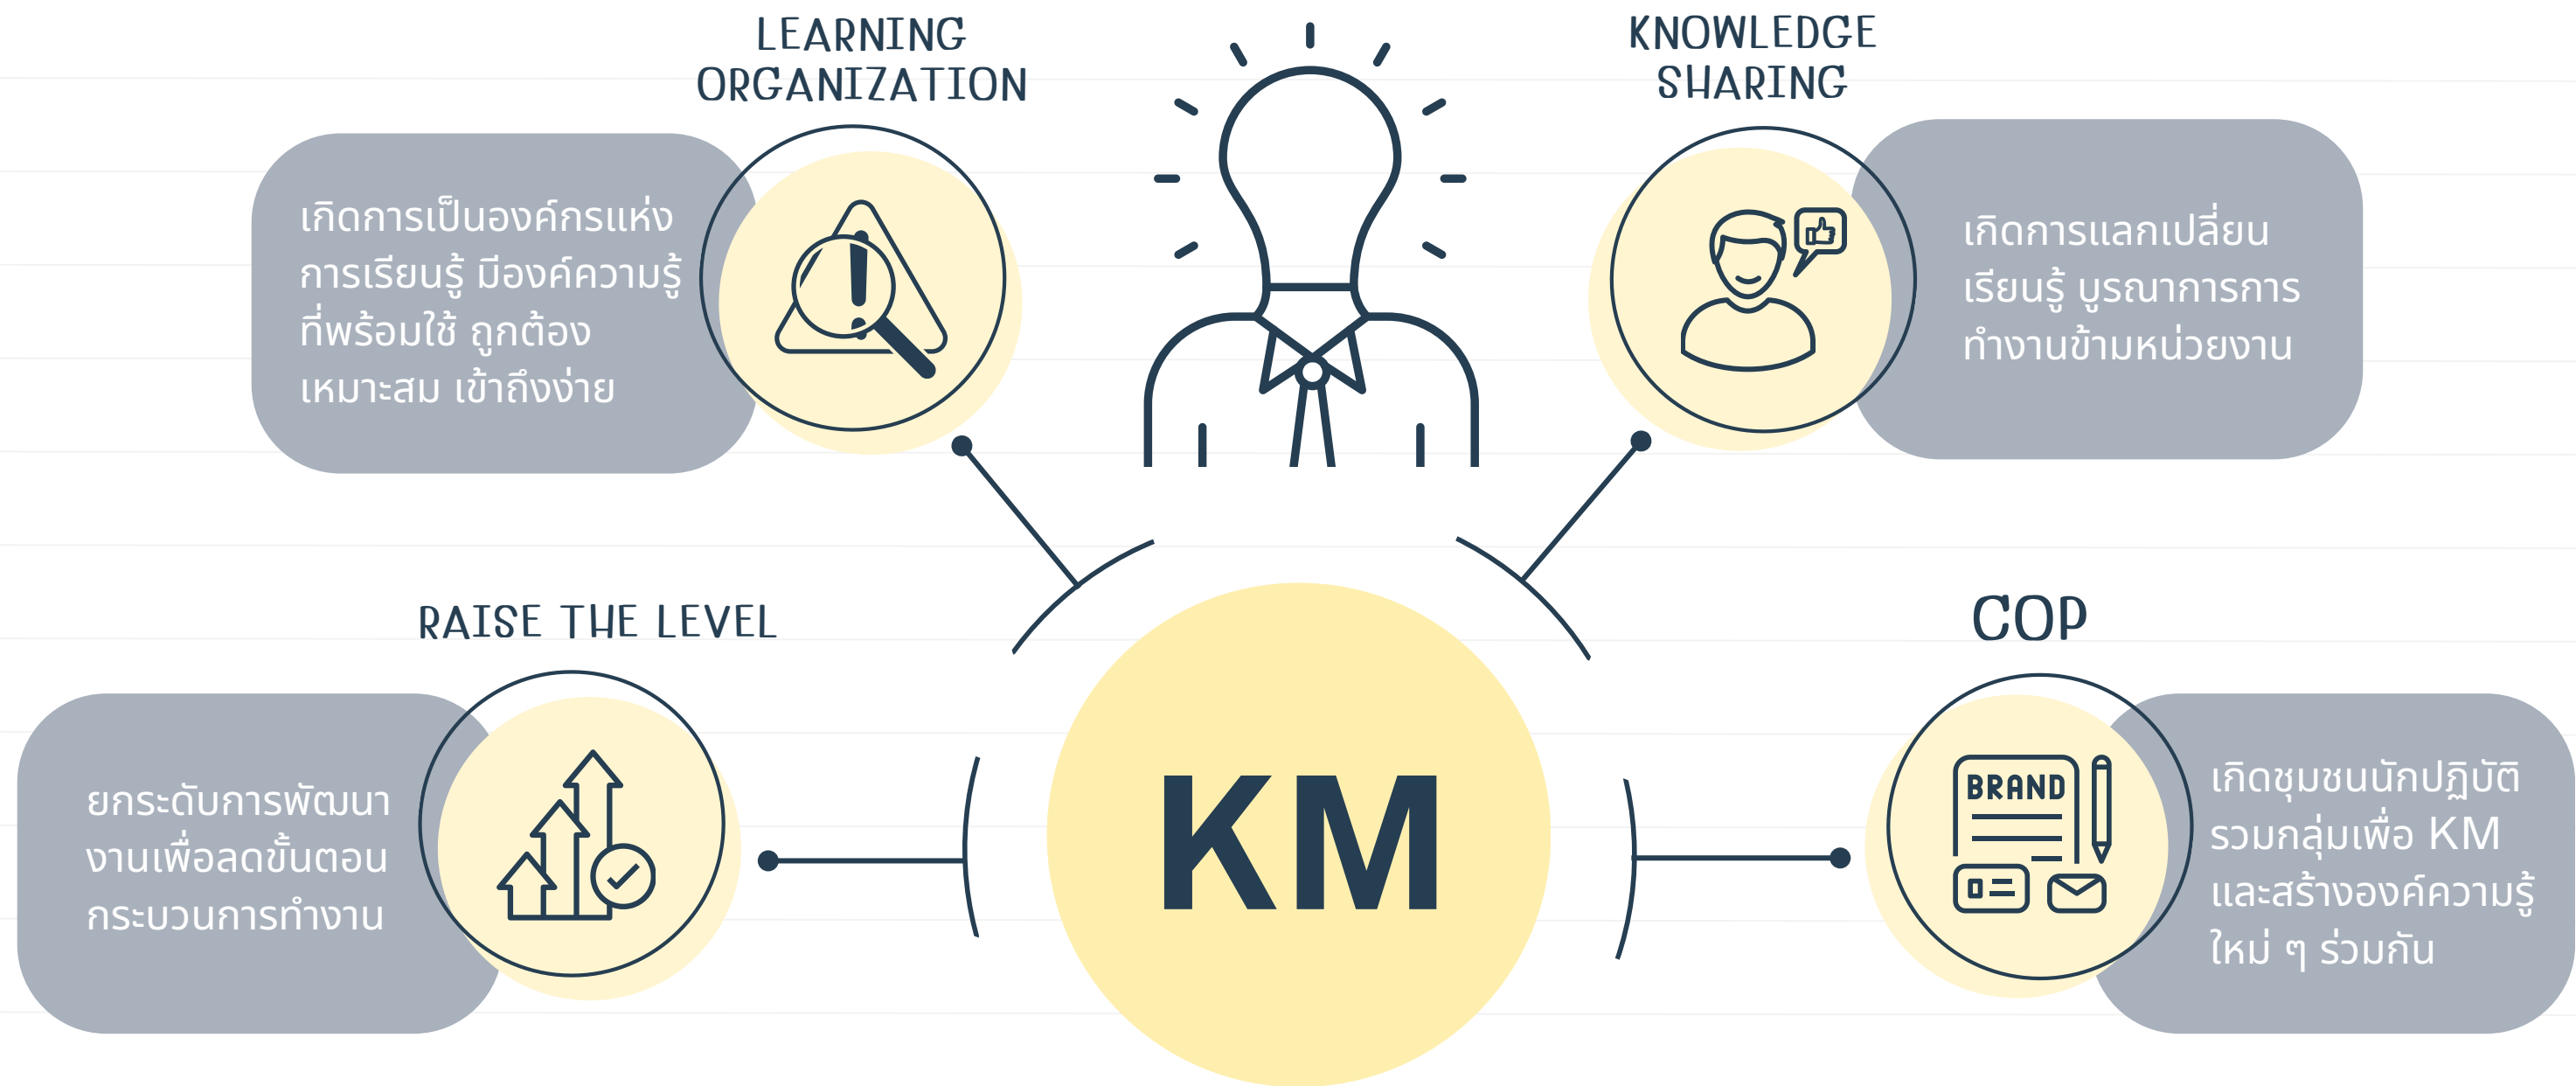 LEARNING
ORGANIZATION
เกิดการเป็นองค์กรแห่ง
การเรียนรู้ มีองค์ความรู้
ที่พร้อมใช้ ถูกต้อง
เหมาะสม เข้าถึงง่าย
KNOWLEDGE
SHARING
เกิดการแลกเปลี่ยน
เรียนรู้ บูรณาการการ
ทำงานข้ามหน่วยงาน
RAISE THE LEVEL
ยกระดับการพัฒนา
งานเพื่อลดขั้นตอน
กระบวนการทำงาน
KM
COP
BRAND
เกิดชุมชนนักปฏิบัติ
รวมกลุ่มเพื่อ KM
และสร้างองค์ความรู้
ใหม่ ๆ ร่วมกัน